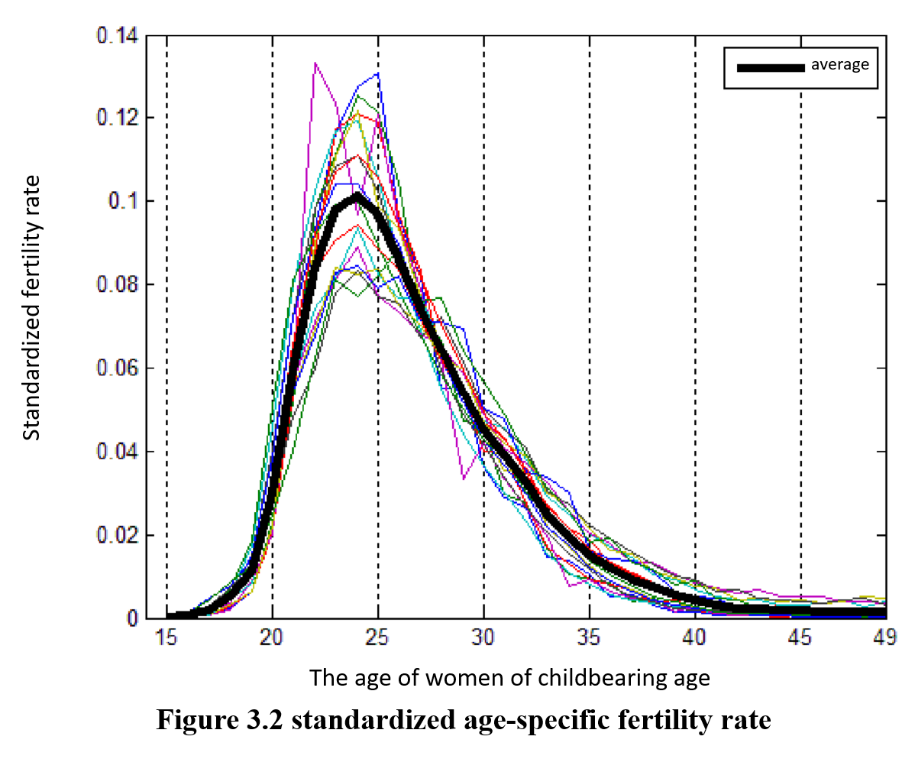 0.14
average
0.12
0.1
0.08
0.06
0.04
0.02
0
Standardized fertility rate
15 20 25 30 35 40 45 49
The age of women of childbearing age
Figure 3.2 standardized age-specific fertility rate